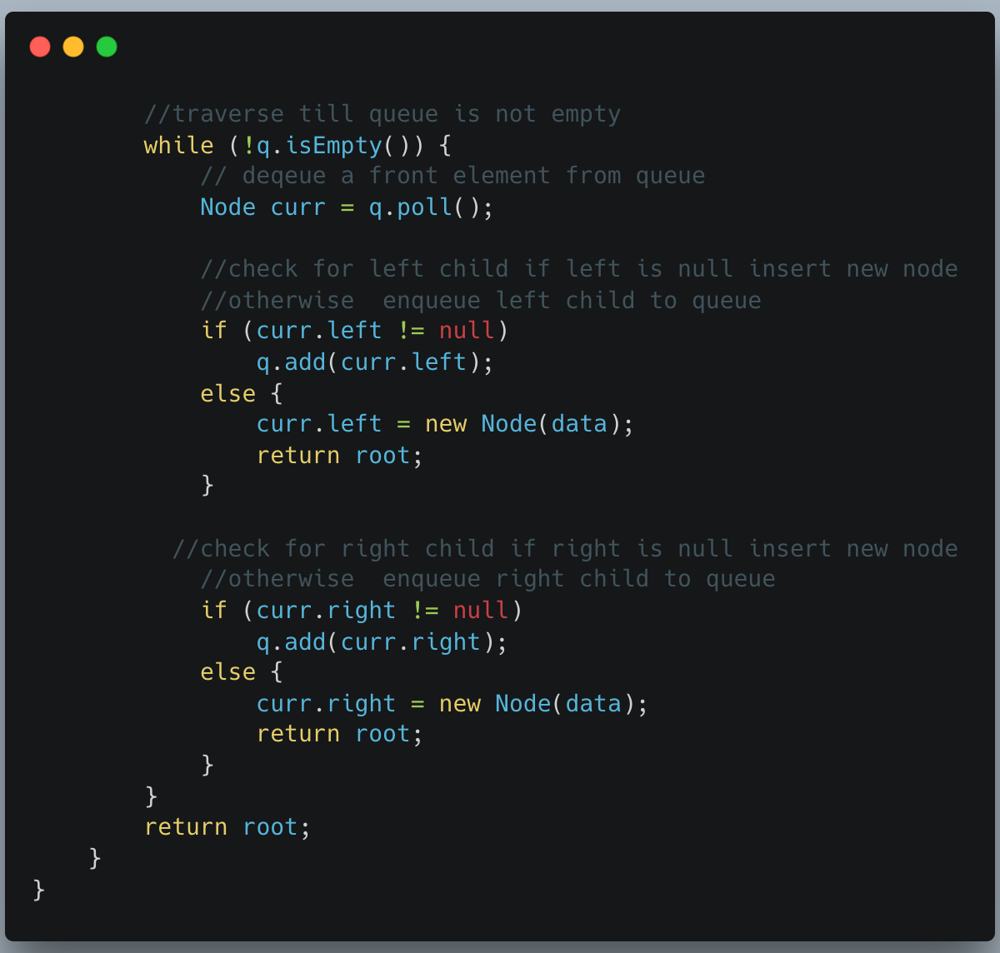 //traverse till queue is not empty
while (!q.isEmpty()) {
// deqeue a front element from queue
Node curr = q.poll();
//check for left child if left is null insert new node
//otherwise  enqueue left child to queue
if (curr.left != null)
q.add(curr.left);
else {
curr.left = new Node(data);
return root;
}
//check for right child if right is null insert new node
//otherwise  enqueue right child to queue
if (curr.right != null)
q.add(curr.right);
else {
curr.right = new Node(data);
return root;
}
}
return root;
}
}